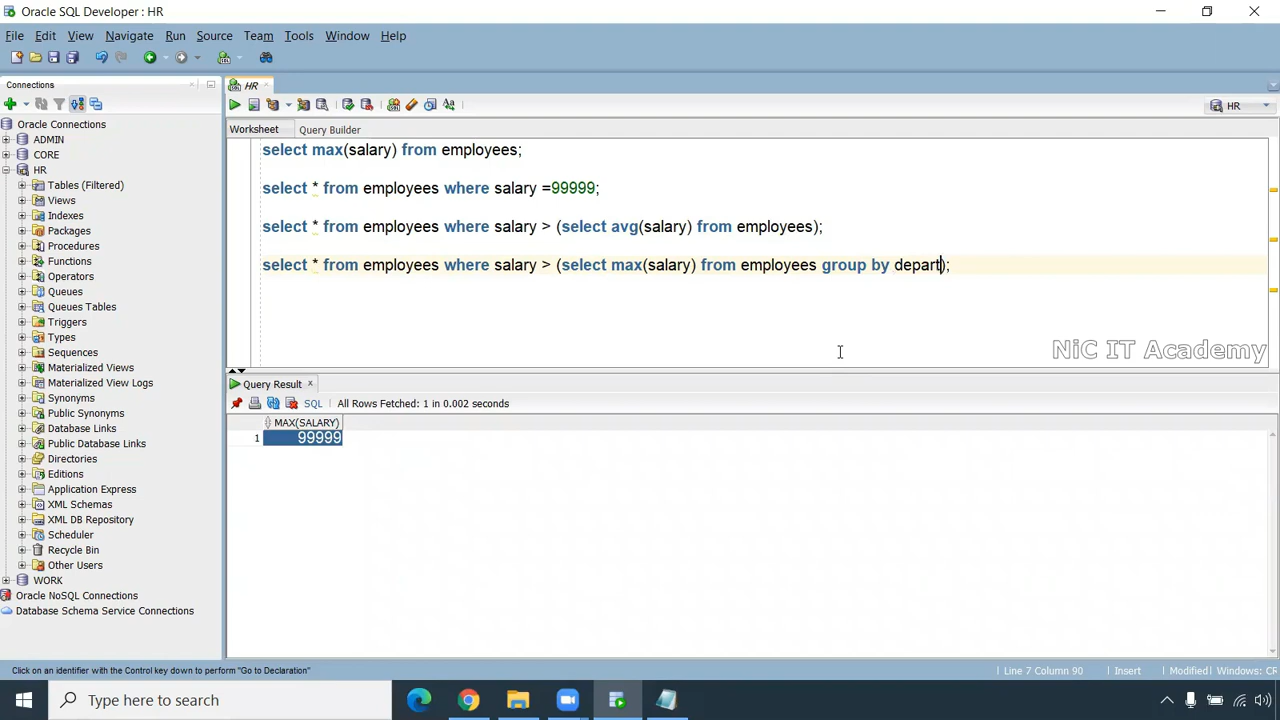 Oracle SQL Developer : HR
File Edit View Navigate Run Source Team Tools Window Help
Connections
HR
HR
Oracle Connections
ADMIN
CORE
HR
Tables (Filtered)
Views
Indexes
Packages
Procedures
Functions
Operators
Queues
Queues Tables
Triggers
Types
Sequences
Materialized Views
Materialized View Logs
Synonyms
Public Synonyms
Database Links
Public Database Links
Directories
Editions
Application Express
XML Schemas
XML DB Repository
Scheduler
Recycle Bin
Other Users
WORK
Oracle NoSQL Connections
Database Schema Service Connections
Worksheet Query Builder
select max(salary) from employees;
select * from employees where salary =99999;
select * from employees where salary > (select avg(salary) from employees);
select * from employees where salary > (select max(salary) from employees group by depart);
NiC IT Academy
Query Result
SQL All Rows Fetched: 1 in 0.002 seconds
MAX(SALARY)
1 99999
Click on an identifier with the Control key down to perform "Go to Declaration"
Line 7 Column 90 Insert Modified Windows: CR
Type here to search